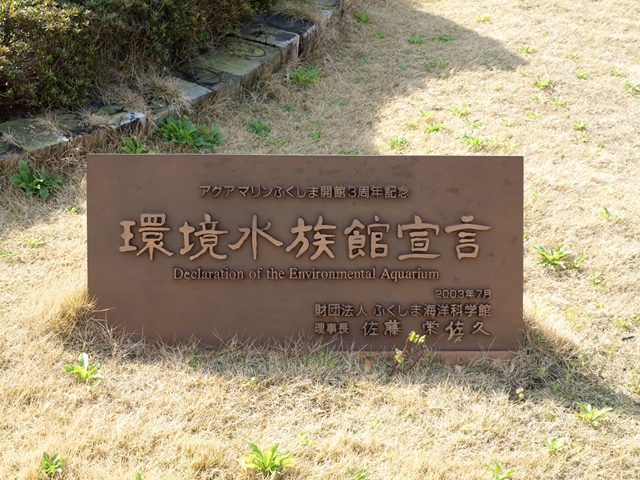 アクアマリンふくしま開館3周年記念
環境水族館宣言
Declaration of the Environmental Aquarium
2003年7月
財団法人 ふくしま海洋科学館
理事長 佐藤 栄佐久